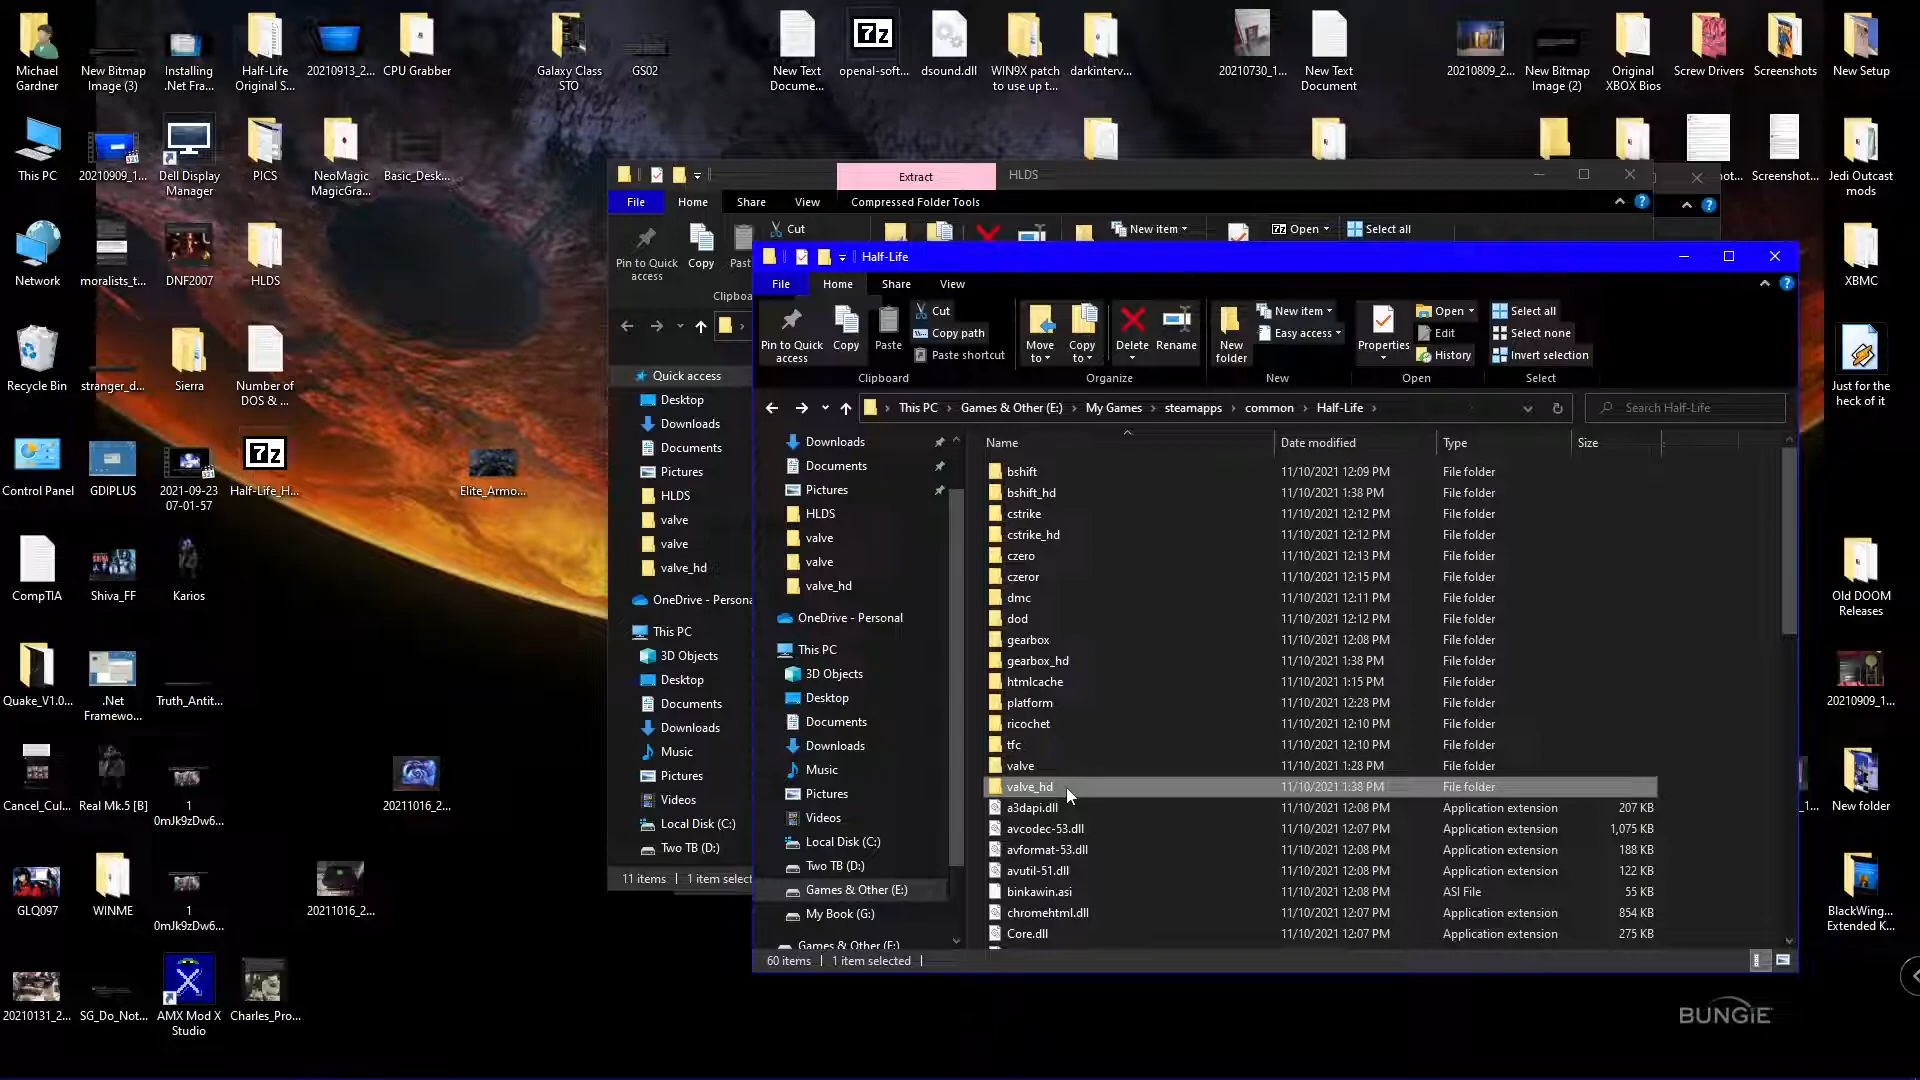 Michael
Gardner
New Bitmap
Image (3)
Installing
.Net Fra...
Half-Life
Original S...
20210913_2...
CPU Grabber
Galaxy Class
STO
GS02
New Text
Docume...
openal-soft...
dsound.dll
WIN9X patch
to use up t...
darkinterv...
20210730_1...
New Text
Document
20210809_2...
New Bitmap
Image (2)
Original
XBOX Bios
Screw Drivers
Screenshots
New Setup
This PC
20210909_1...
Dell Display
Manager
PICS
NeoMagic
MagicGra...
Basic_Desk...
Screenshot...
Jedi Outcast
mods
Network
moralists_t...
DNF2007
HLDS
XBMC
Recycle Bin
stranger_d...
Sierra
Number of
DOS & ...
Just for the
heck of it
Control Panel
GDIPLUS
2021-09-23
07-01-57
7z
Half-Life_H...
Elite_Armo...
CompTIA
Shiva_FF
Karios
Old DOOM
Releases
Quake_V1.0...
.Net
Framewo...
Truth_Antit...
20210909_1...
Cancel_Cul...
Real Mk.5 [B]
1
0mJk9zDw6...
20211016_2...
New folder
GLQ097
WINME
1
0mJk9zDw6...
20211016_2...
BlackWing...
Extended K...
20210131_2...
SG_Do_Not...
AMX Mod X
Studio
Charles_Pro...
BUNGIE
Extract
HLDS
File
Home
Share
View
Compressed Folder Tools
Cut
New item
Open
Select all
Pin to Quick
access
Copy
Past
Clipboa
Quick access
Desktop
Downloads
Documents
Pictures
HLDS
valve
valve
valve_hd
OneDrive - Persona
This PC
3D Objects
Desktop
Documents
Downloads
Music
Pictures
Videos
Local Disk (C:)
Two TB (D:)
11 items
1 item select
Half-Life
File
Home
Share
View
Pin to Quick
access
Copy
Paste
Cut
Copy path
Paste shortcut
Clipboard
Move
to
Copy
to
Delete
Rename
Organize
New
folder
New item
Easy access
New
Properties
Open
Edit
History
Open
Select all
Select none
Invert selection
Select
This PC
Games & Other (E:)
My Games
steamapps
common
Half-Life
Search Half-Life
Downloads
Documents
Pictures
HLDS
valve
valve
valve_hd
OneDrive - Personal
This PC
3D Objects
Desktop
Documents
Downloads
Music
Pictures
Videos
Local Disk (C:)
Two TB (D:)
Games & Other (E:)
My Book (G:)
Games & Other (E:)
Name Date modified Type Size
bshift 11/10/2021 12:09 PM File folder
bshift_hd 11/10/2021 1:38 PM File folder
cstrike 11/10/2021 12:12 PM File folder
cstrike_hd 11/10/2021 12:12 PM File folder
czero 11/10/2021 12:13 PM File folder
czeror 11/10/2021 12:15 PM File folder
dmc 11/10/2021 12:11 PM File folder
dod 11/10/2021 12:12 PM File folder
gearbox 11/10/2021 12:08 PM File folder
gearbox_hd 11/10/2021 1:38 PM File folder
htmlcache 11/10/2021 1:15 PM File folder
platform 11/10/2021 12:28 PM File folder
ricochet 11/10/2021 12:10 PM File folder
tfc 11/10/2021 12:10 PM File folder
valve 11/10/2021 1:28 PM File folder
valve_hd 11/10/2021 1:38 PM File folder
a3dapi.dll 11/10/2021 12:08 PM Application extension 207 KB
avcodec-53.dll 11/10/2021 12:07 PM Application extension 1,075 KB
avformat-53.dll 11/10/2021 12:08 PM Application extension 188 KB
avutil-51.dll 11/10/2021 12:08 PM Application extension 122 KB
binkawin.asi 11/10/2021 12:08 PM ASI File 55 KB
chromehtml.dll 11/10/2021 12:07 PM Application extension 854 KB
Core.dll 11/10/2021 12:07 PM Application extension 275 KB
60 items
1 item selected